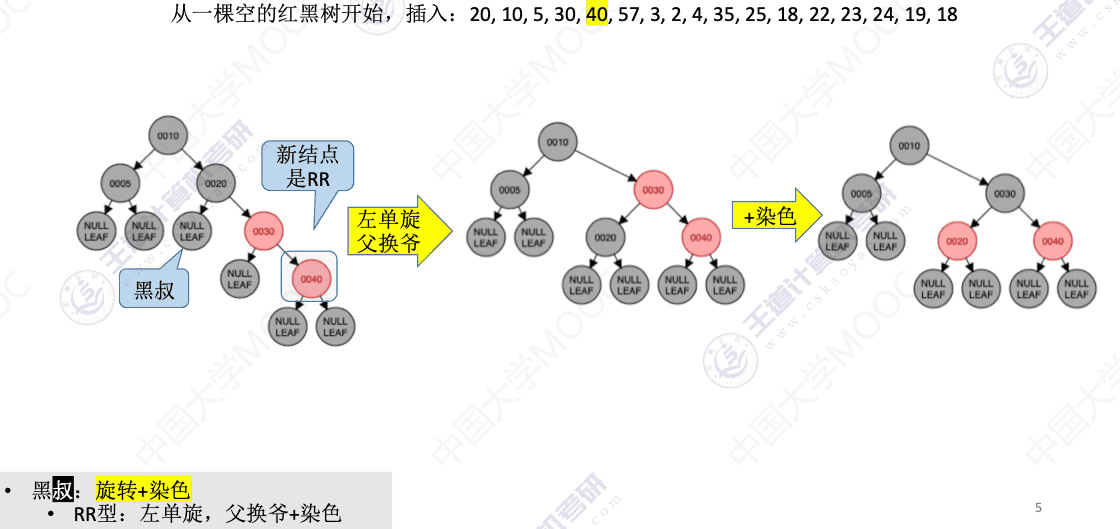 从一棵空的红黑树开始，插入：20, 10, 5, 30, 40, 57, 3, 2, 4, 35, 25, 18, 22, 23, 24, 19, 18
0010
0005
0020
NULL LEAF
NULL LEAF
NULL LEAF
0030
NULL LEAF
0040
NULL LEAF
NULL LEAF
新结点
是RR
黑叔
左单旋
父换爷
0010
0005
0030
NULL LEAF
NULL LEAF
0020
0040
NULL LEAF
NULL LEAF
NULL LEAF
NULL LEAF
+染色
0010
0005
0030
NULL LEAF
NULL LEAF
0020
0040
NULL LEAF
NULL LEAF
NULL LEAF
NULL LEAF
• 黑叔：旋转+染色
• RR型：左单旋，父换爷+染色
5
中国大学MOOC
王道计算机考研
www.cskaoyan.com